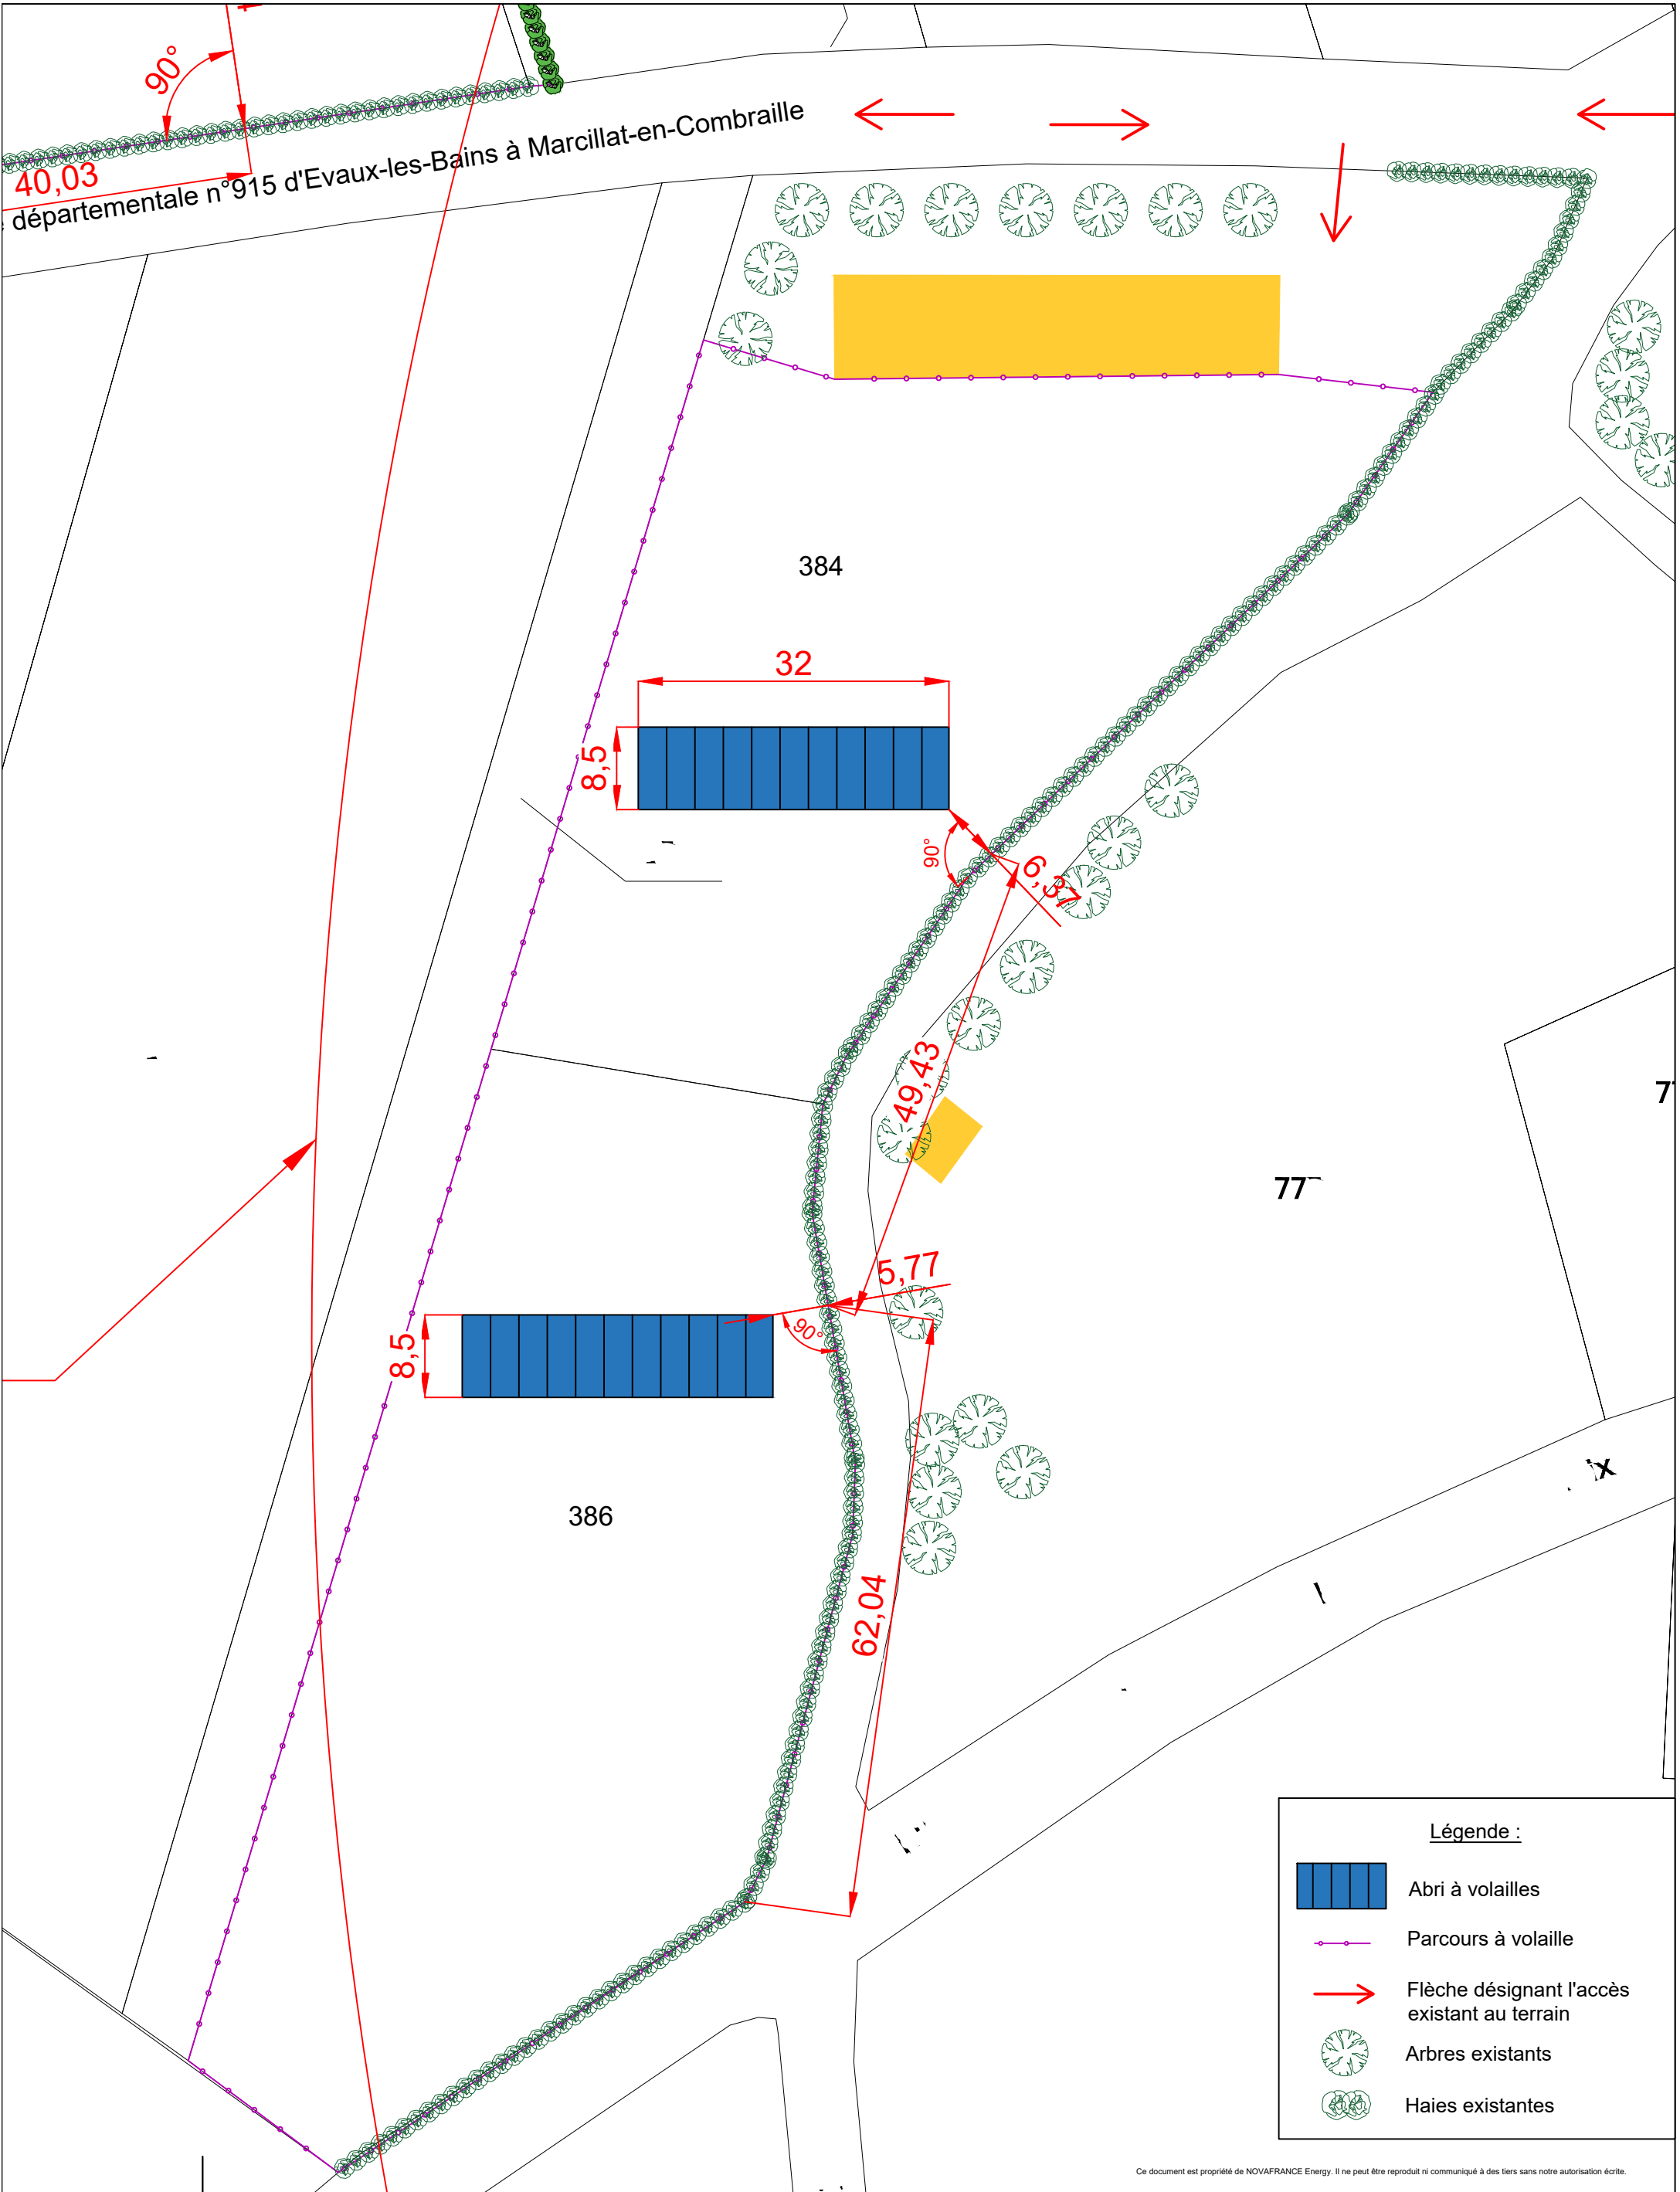 90°
40,03
départementale n°915 d'Evaux-les-Bains à Marcillat-en-Combraille
384
32
8,5
90°
6,37
49,43
77
5,77
8,5
90°
386
62,04
Légende :
Abri à volailles
Parcours à volaille
Flèche désignant l'accès
existant au terrain
Arbres existants
Haies existantes
Ce document est propriété de NOVAFRANCE Energy. Il ne peut être reproduit ni communiqué à des tiers sans notre autorisation écrite.